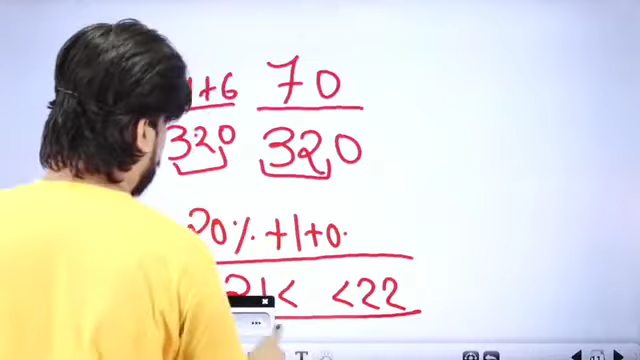 +6 70
320 320
20% +1+0.
21< <22
T